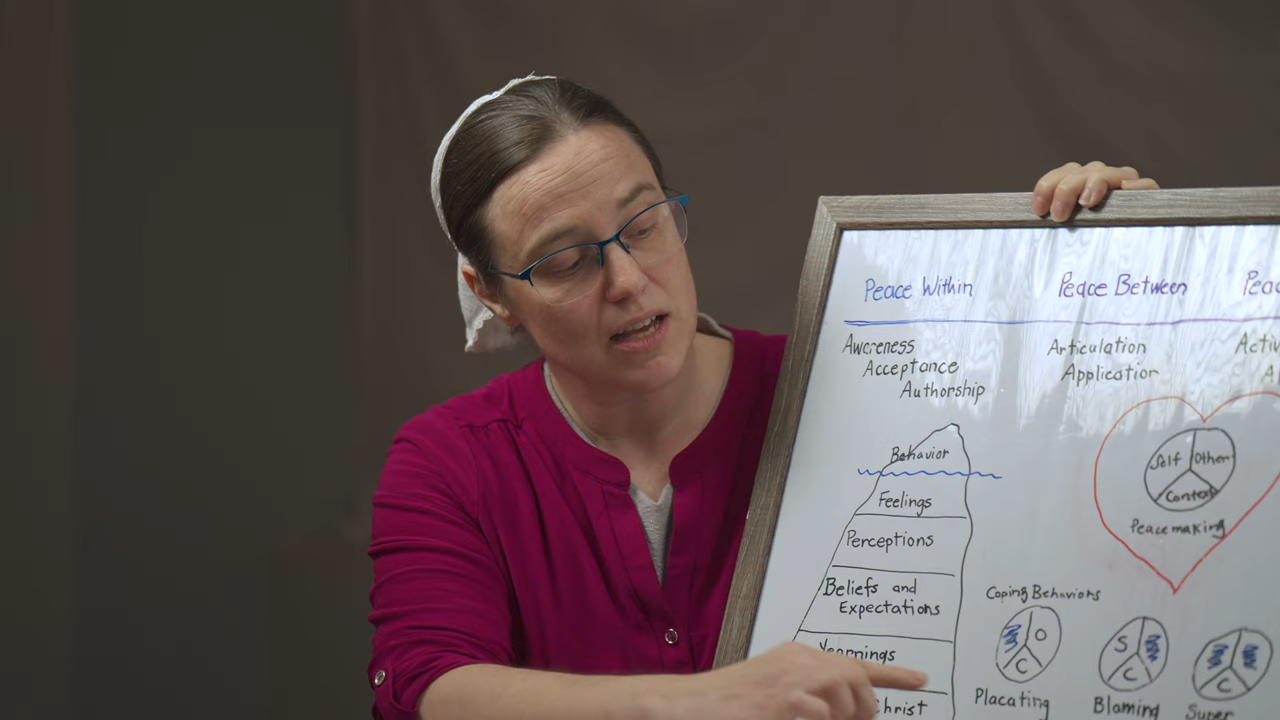 Peace Within
Peace Between
Awareness
Acceptance
Authorship
Articulation
Application
Behavior
Feelings
Perceptions
Beliefs and
Expectations
Yearnings
Christ
Self
Other
Context
Peacemaking
Coping Behaviors
O
C
Placating
S
C
Blaming
C
Super